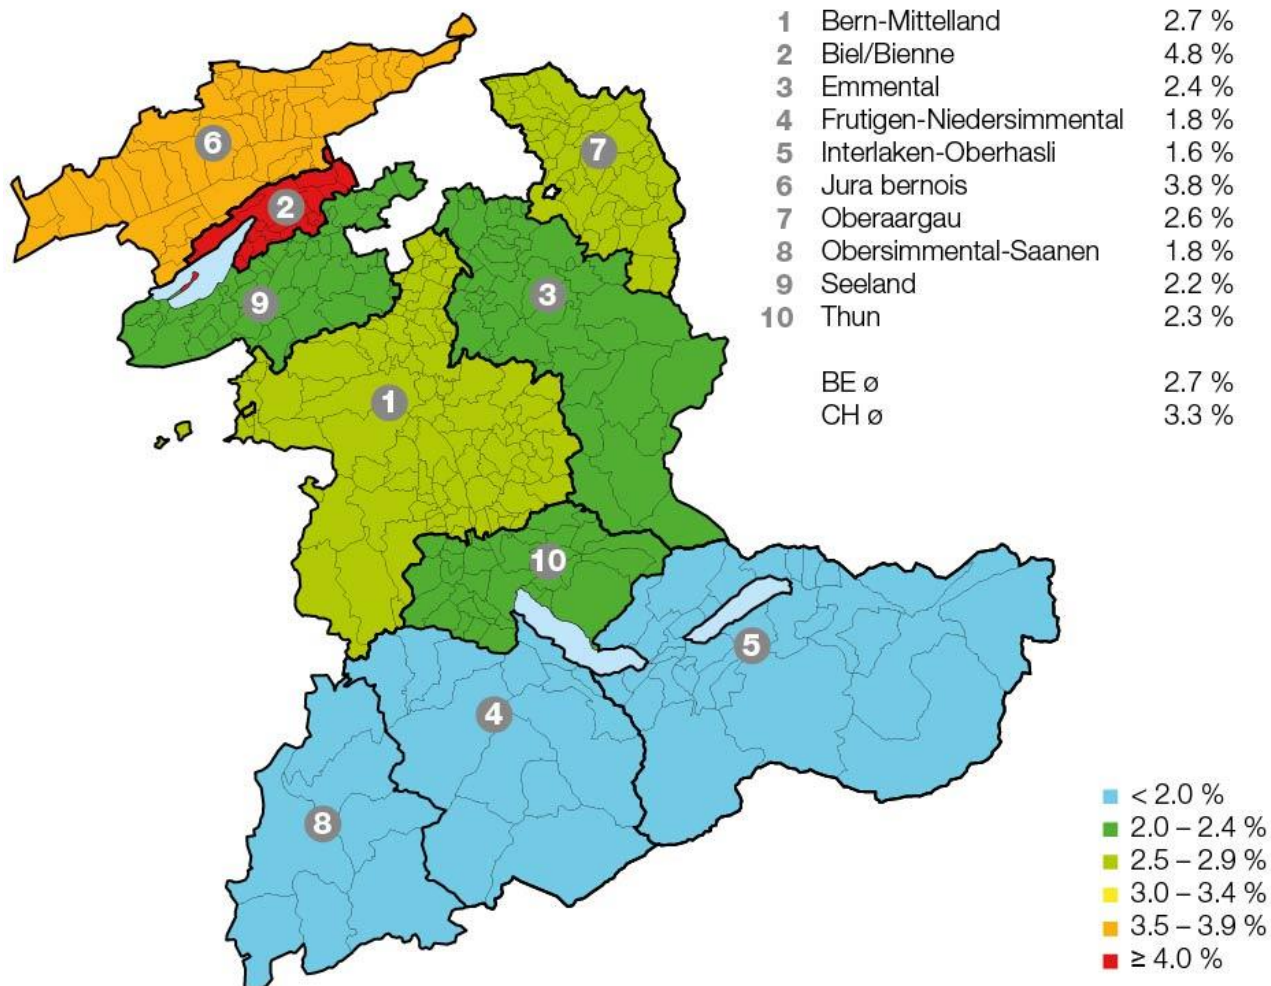 1 Bern-Mittelland 2.7 %
2 Biel/Bienne 4.8 %
3 Emmental 2.4 %
4 Frutigen-Niedersimmental 1.8 %
5 Interlaken-Oberhasli 1.6 %
6 Jura bernois 3.8 %
7 Oberaargau 2.6 %
8 Obersimmental-Saanen 1.8 %
9 Seeland 2.2 %
10 Thun 2.3 %
BE ø 2.7 %
CH ø 3.3 %
6
7
2
3
9
1
10
5
4
8
< 2.0 %
2.0 – 2.4 %
2.5 – 2.9 %
3.0 – 3.4 %
3.5 – 3.9 %
≥ 4.0 %